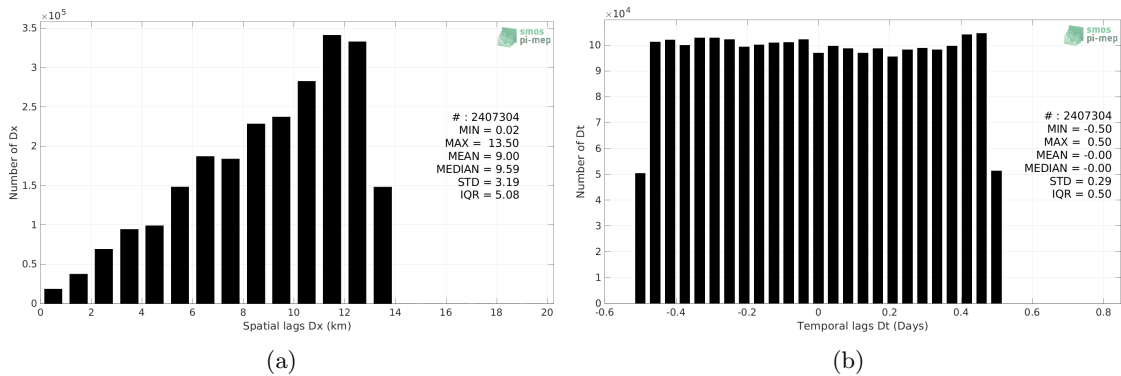 ×10⁵
3.5
3
2.5
2
1.5
1
0.5
0
Number of Dx
0 2 4 6 8 10 12 14 16 18 20
Spatial lags Dx (km)
smos
pi-mep
# : 2407304
MIN = 0.02
MAX = 13.50
MEAN = 9.00
MEDIAN = 9.59
STD = 3.19
IQR = 5.08
(a)
×10⁴
10
9
8
7
6
5
4
3
2
1
0
Number of Dt
-0.6 -0.4 -0.2 0 0.2 0.4 0.6 0.8
Temporal lags Dt (Days)
smos
pi-mep
# : 2407304
MIN = -0.50
MAX = 0.50
MEAN = -0.00
MEDIAN = -0.00
STD = 0.29
IQR = 0.50
(b)